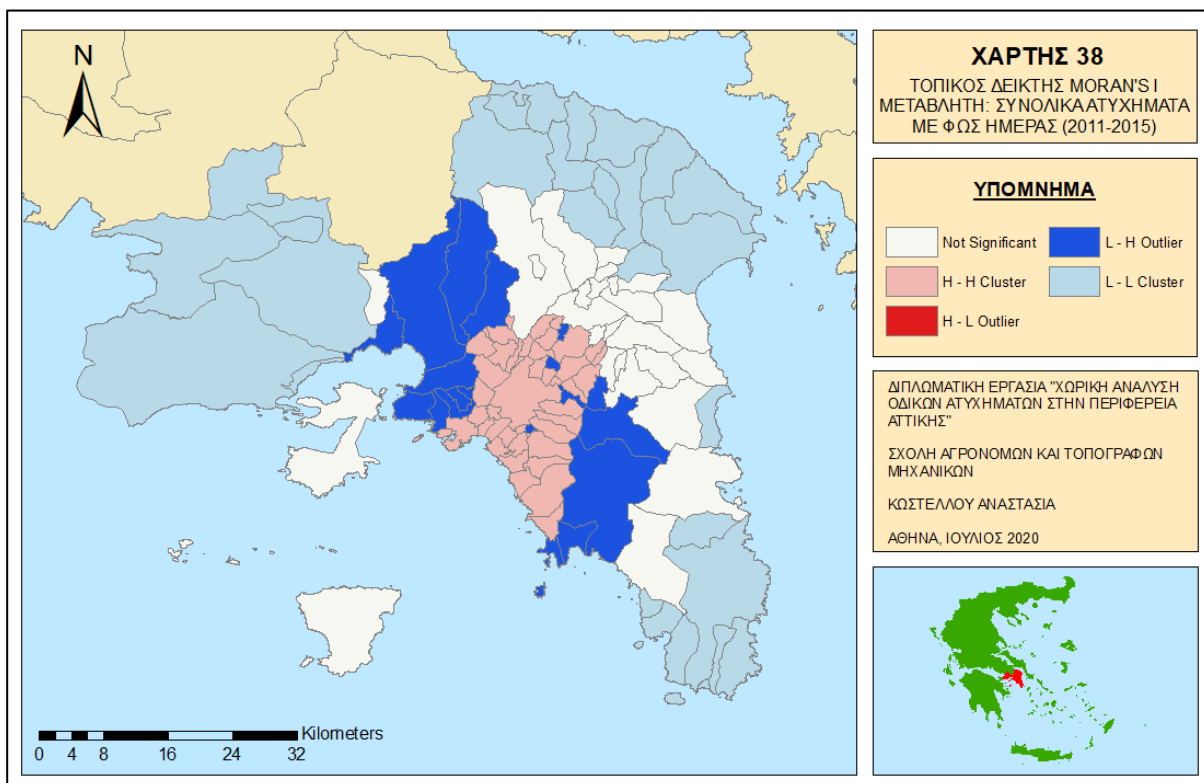 N
Kilometers
0 2 4 8 16 24 32
ΧΑΡΤΗΣ 38
ΤΟΠΙΚΟΣ ΔΕΙΚΤΗΣ MORAN'S I
ΜΕΤΑΒΛΗΤΗ: ΣΥΝΟΛΙΚΑ ΑΤΥΧΗΜΑΤΑ
ΜΕ ΦΩΣ ΗΜΕΡΑΣ (2011-2015)
ΥΠΟΜΝΗΜΑ
Not Significant
L - H Outlier
H - H Cluster
L - L Cluster
H - L Outlier
ΔΙΠΛΩΜΑΤΙΚΗ ΕΡΓΑΣΙΑ "ΧΩΡΙΚΗ ΑΝΑΛΥΣΗ
ΟΔΙΚΩΝ ΑΤΥΧΗΜΑΤΩΝ ΣΤΗΝ ΠΕΡΙΦΕΡΕΙΑ
ΑΤΤΙΚΗΣ"
ΣΧΟΛΗ ΑΓΡΟΝΟΜΩΝ ΚΑΙ ΤΟΠΟΓΡΑΦΩΝ
ΜΗΧΑΝΙΚΩΝ
ΚΩΣΤΕΛΛΟΥ ΑΝΑΣΤΑΣΙΑ
ΑΘΗΝΑ, ΙΟΥΛΙΟΣ 2020